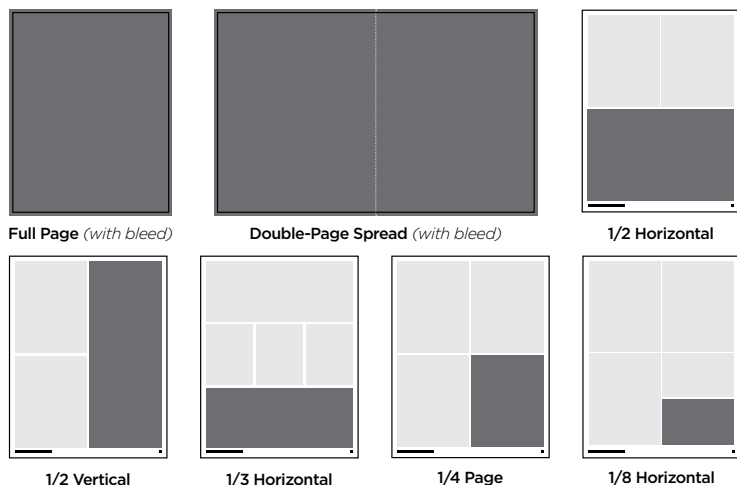 Full Page (with bleed)
Double-Page Spread (with bleed)
1/2 Horizontal
1/2 Vertical
1/3 Horizontal
1/4 Page
1/8 Horizontal